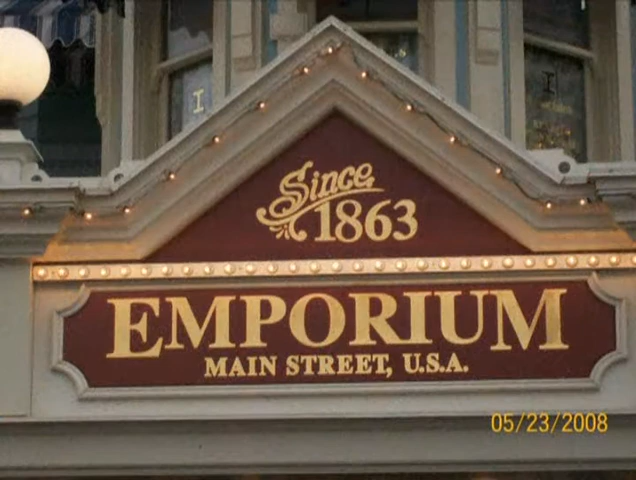 Since
1863
EMPORIUM
MAIN STREET, U.S.A.
05/23/2008